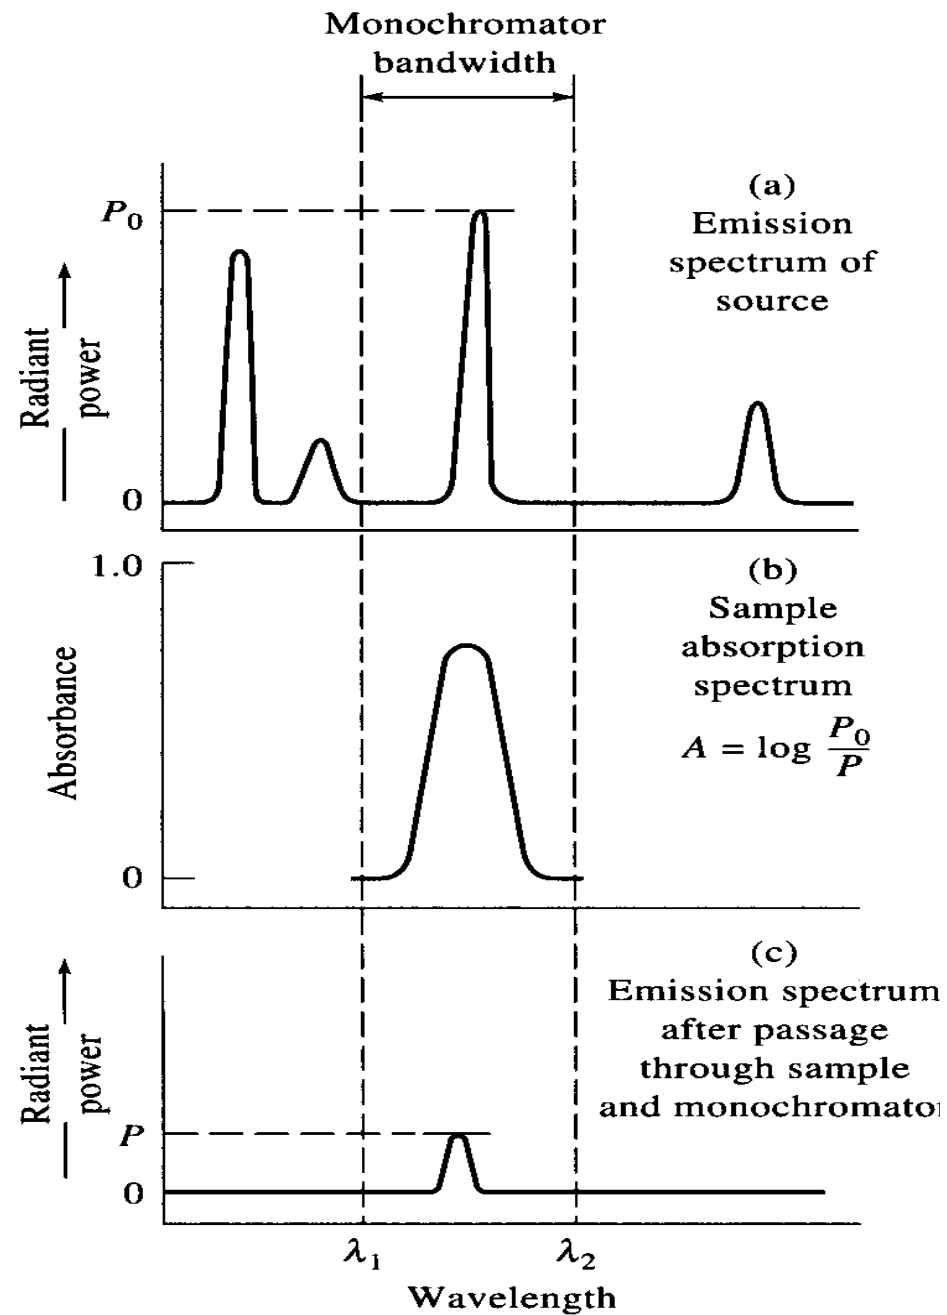 Monochromator
bandwidth
(a)
Emission
spectrum of
source
P₀
Radiant
power
0
1.0
(b)
Sample
absorption
spectrum
A = log P₀/P
Absorbance
0
(c)
Emission spectrum
after passage
through sample
and monochromator
Radiant
power
P
0
λ₁
λ₂
Wavelength